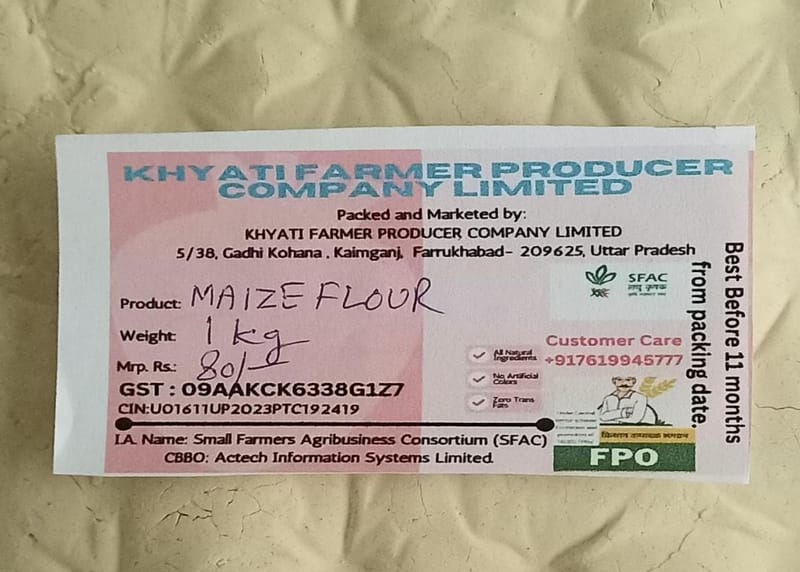 KHYATI FARMER PRODUCER
COMPANY LIMITED
Packed and Marketed by:
KHYATI FARMER PRODUCER COMPANY LIMITED
5/38, Gadhi Kohana , Kaimganj, Farrukhabad- 209625, Uttar Pradesh
Product: MAIZE FLOUR
Weight: 1 kg
Mrp. Rs.: 80/-
GST : 09AAKCK6338G1Z7
CIN:U01611UP2023PTC192419
I.A. Name: Small Farmers Agribusiness Consortium (SFAC)
CBBO: Actech Information Systems Limited.
SFAC
लघु कृषक
Customer Care
+917619945777
All Natural
Ingredients
No Artificial
Colors
Zero Trans
Fats
FPO
Best Before 11 months
from packing date.